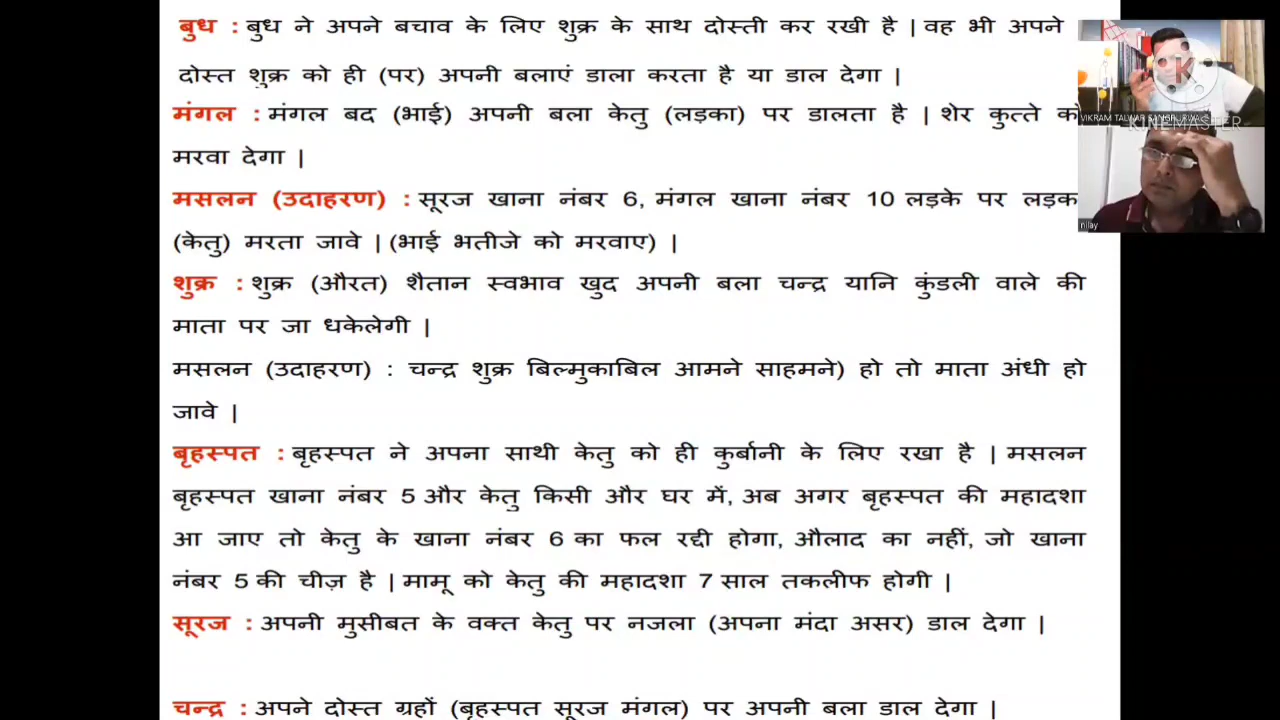 बुध : बुध ने अपने बचाव के लिए शुक्र के साथ दोस्ती कर रखी है | वह भी अपने
दोस्त शुक्र को ही (पर) अपनी बलाएं डाला करता है या डाल देगा |
मंगल : मंगल बद (भाई) अपनी बला केतु (लड़का) पर डालता है | शेर कुत्ते को
मरवा देगा |
मसलन (उदाहरण) : सूरज खाना नंबर 6, मंगल खाना नंबर 10 लड़के पर लड़क
(केतु) मरता जावे | (भाई भतीजे को मरवाए) |
शुक्र : शुक्र (औरत) शैतान स्वभाव खुद अपनी बला चन्द्र यानि कुंडली वाले की
माता पर जा धकेलेगी |
मसलन (उदाहरण) : चन्द्र शुक्र बिल्मुकाबिल आमने साहमने) हो तो माता अंधी हो
जावे |
बृहस्पत : बृहस्पत ने अपना साथी केतु को ही कुर्बानी के लिए रखा है | मसलन
बृहस्पत खाना नंबर 5 और केतु किसी और घर में, अब अगर बृहस्पत की महादशा
आ जाए तो केतु के खाना नंबर 6 का फल रद्दी होगा, औलाद का नहीं, जो खाना
नंबर 5 की चीज़ है | मामू को केतु की महादशा 7 साल तकलीफ होगी |
सूरज : अपनी मुसीबत के वक्त केतु पर नजला (अपना मंदा असर) डाल देगा |
चन्द्र : अपने दोस्त ग्रहों (बृहस्पत सूरज मंगल) पर अपनी बला डाल देगा |
K
VIKRAM TALWAR
KINEMASTER
nilay